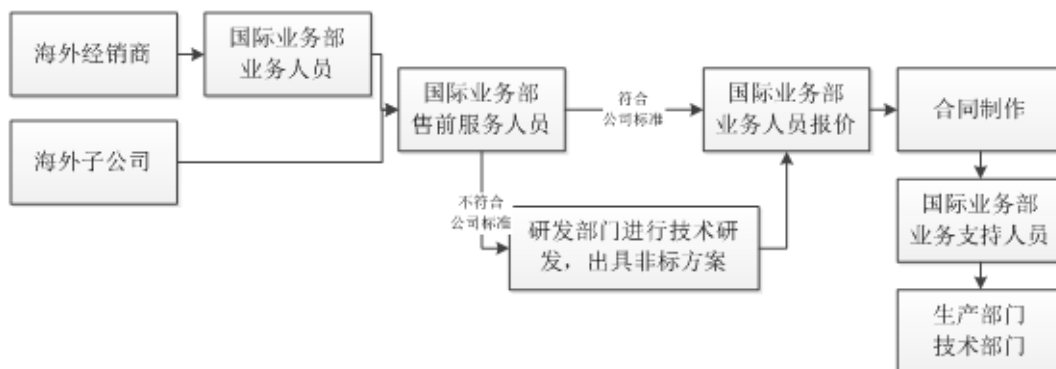 海外经销商
国际业务部
业务人员
海外子公司
国际业务部
售前服务人员
符合
公司标准
国际业务部
业务人员报价
合同制作
不符合
公司标准
研发部门进行技术研
发，出具非标方案
国际业务部
业务支持人员
生产部门
技术部门